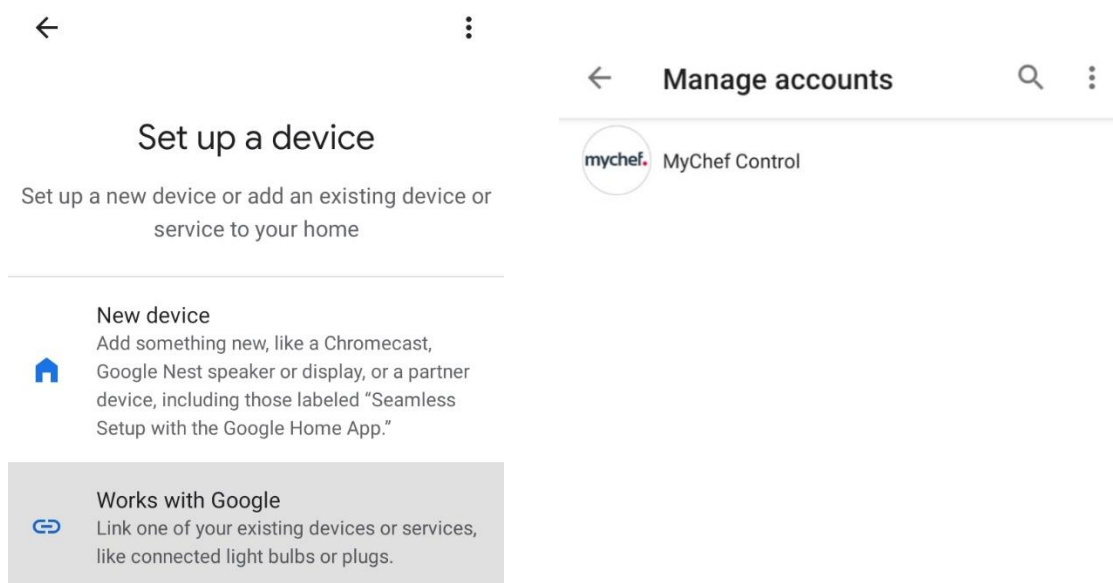 Set up a device
Set up a new device or add an existing device or
service to your home
New device
Add something new, like a Chromecast,
Google Nest speaker or display, or a partner
device, including those labeled “Seamless
Setup with the Google Home App.”
Works with Google
Link one of your existing devices or services,
like connected light bulbs or plugs.
Manage accounts
mychef.
MyChef Control